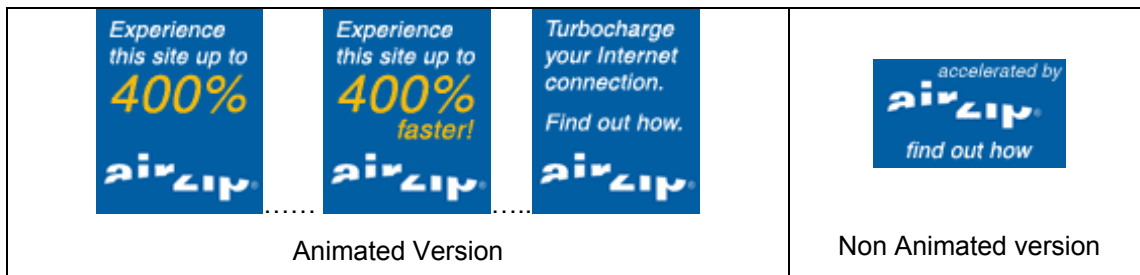 Experience
this site up to
400%
airzip®
……
Experience
this site up to
400%
faster!
airzip®
…..
Turbocharge
your Internet
connection.
Find out how.
airzip®
Animated Version
accelerated by
airzip®
find out how
Non Animated version